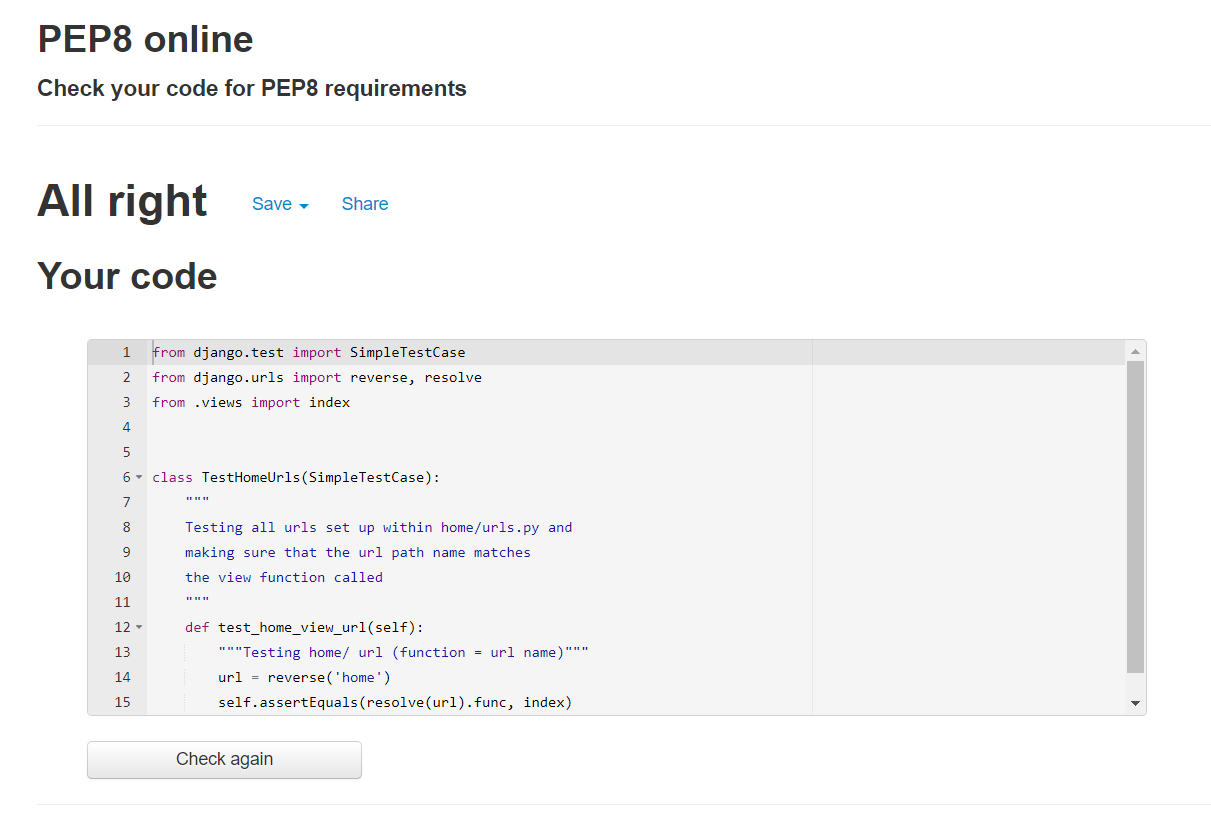 PEP8 online
Check your code for PEP8 requirements
All right Save Share
Your code
1 from django.test import SimpleTestCase
2 from django.urls import reverse, resolve
3 from .views import index
4
5
6 class TestHomeUrls(SimpleTestCase):
7     """
8     Testing all urls set up within home/urls.py and
9     making sure that the url path name matches
10     the view function called
11     """
12     def test_home_view_url(self):
13         """Testing home/ url (function = url name)"""
14         url = reverse('home')
15         self.assertEquals(resolve(url).func, index)
Check again